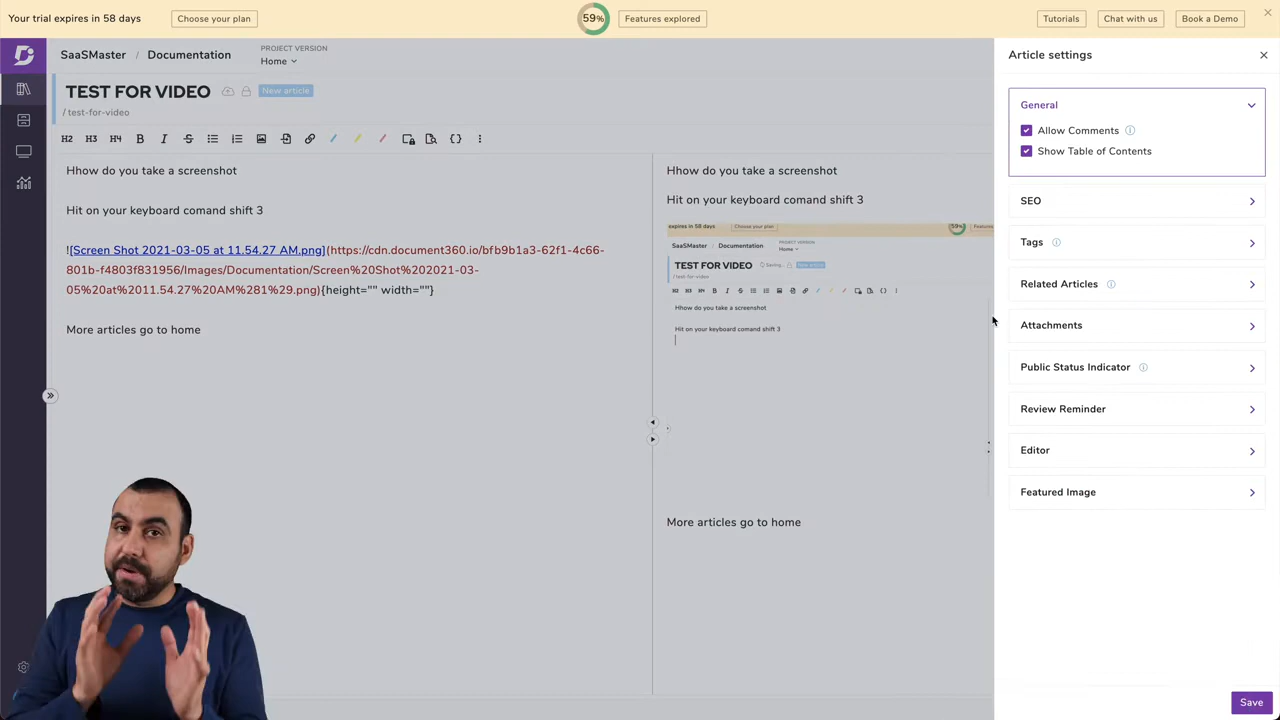 Your trial expires in 58 days
Choose your plan
59%
Features explored
Tutorials
Chat with us
Book a Demo
SaaSMaster / Documentation
PROJECT VERSION
Home
TEST FOR VIDEO
New article
/ test-for-video
H2 H3 H4 B I S
Hhow do you take a screenshot
Hit on your keyboard comand shift 3
![Screen Shot 2021-03-05 at 11.54.27 AM.png](https://cdn.document360.io/bfb9b1a3-62f1-4c66-
801b-f4803f831956/Images/Documentation/Screen%20Shot%202021-03-
05%20at%2011.54.27%20AM%281%29.png){height="" width=""}
More articles go to home
Hhow do you take a screenshot
Hit on your keyboard comand shift 3
expires in 58 days
Choose your plan
59%
SaaSMaster / Documentation
PROJECT VERSION
Home
TEST FOR VIDEO
Saving...
New article
/ test-for-video
H2 H3 H4 B I S
Hhow do you take a screenshot
Hit on your keyboard comand shift 3
More articles go to home
Article settings
General
Allow Comments
Show Table of Contents
SEO
Tags
Related Articles
Attachments
Public Status Indicator
Review Reminder
Editor
Featured Image
Save